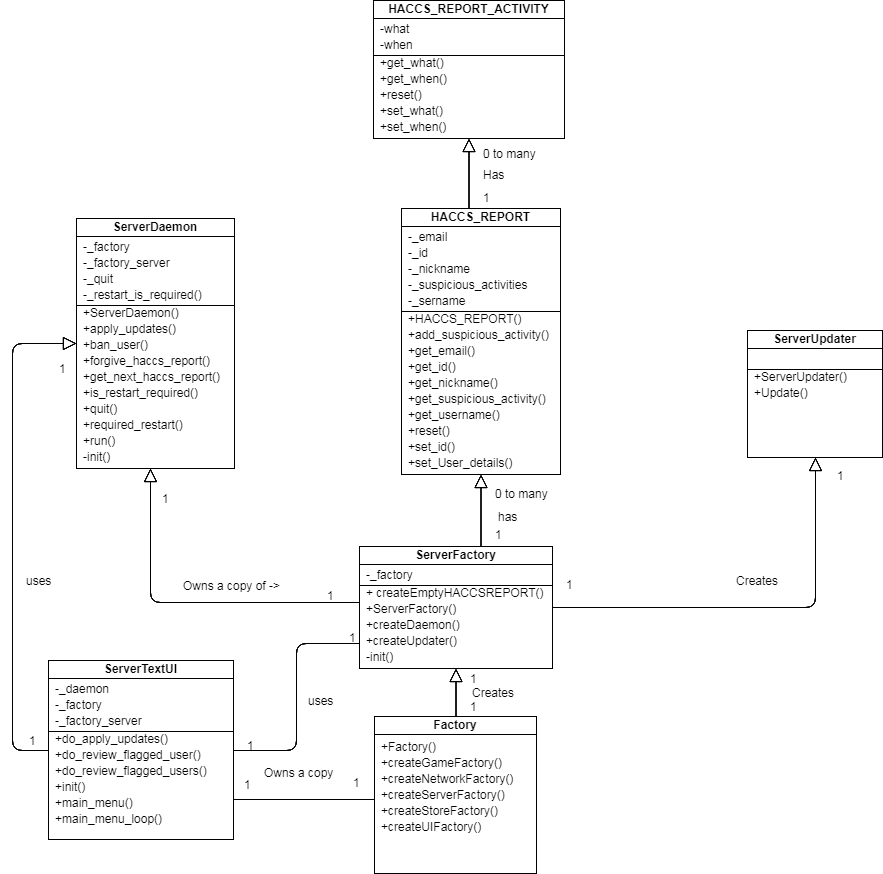 HACCS_REPORT_ACTIVITY
-what
-when
+get_what()
+get_when()
+reset()
+set_what()
+set_when()
0 to many
Has
1
HACCS_REPORT
-_email
-_id
-_nickname
-_suspicious_activities
-_sername
+HACCS_REPORT()
+add_suspicious_activity()
+get_email()
+get_id()
+get_nickname()
+get_suspicious_activity()
+get_username()
+reset()
+set_id()
+set_User_details()
ServerDaemon
-_factory
-_factory_server
-_quit
-_restart_is_required()
+ServerDaemon()
+apply_updates()
+ban_user()
+forgive_haccs_report()
+get_next_haccs_report()
+is_restart_required()
+quit()
+required_restart()
+run()
-init()
1
1
ServerUpdater
+ServerUpdater()
+Update()
1
0 to many
has
1
uses
Owns a copy of ->
1
ServerFactory
-_factory
+ createEmptyHACCSREPORT()
+ServerFactory()
+createDaemon()
+createUpdater()
-init()
1
Creates
1
uses
1
Creates
1
ServerTextUI
-_daemon
-_factory
-_factory_server
+do_apply_updates()
+do_review_flagged_user()
+do_review_flagged_users()
+init()
+main_menu()
+main_menu_loop()
1
1
Owns a copy
1
1
Factory
+Factory()
+createGameFactory()
+createNetworkFactory()
+createServerFactory()
+createStoreFactory()
+createUIFactory()